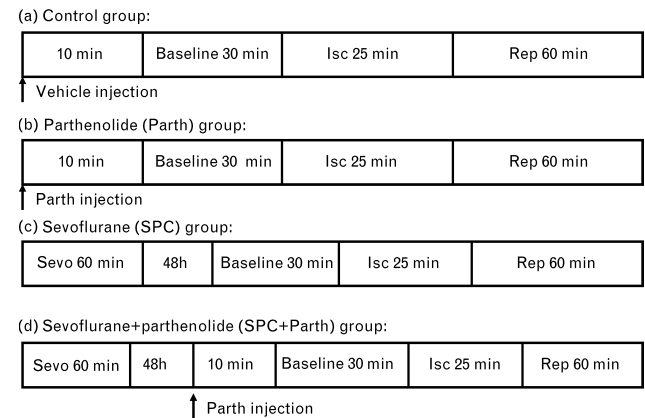 (a) Control group:
10 min Baseline 30 min Isc 25 min Rep 60 min
Vehicle injection
(b) Parthenolide (Parth) group:
10 min Baseline 30 min Isc 25 min Rep 60 min
Parth injection
(c) Sevoflurane (SPC) group:
Sevo 60 min 48h Baseline 30 min Isc 25 min Rep 60 min
(d) Sevoflurane+parthenolide (SPC+Parth) group:
Sevo 60 min 48h 10 min Baseline 30 min Isc 25 min Rep 60 min
Parth injection